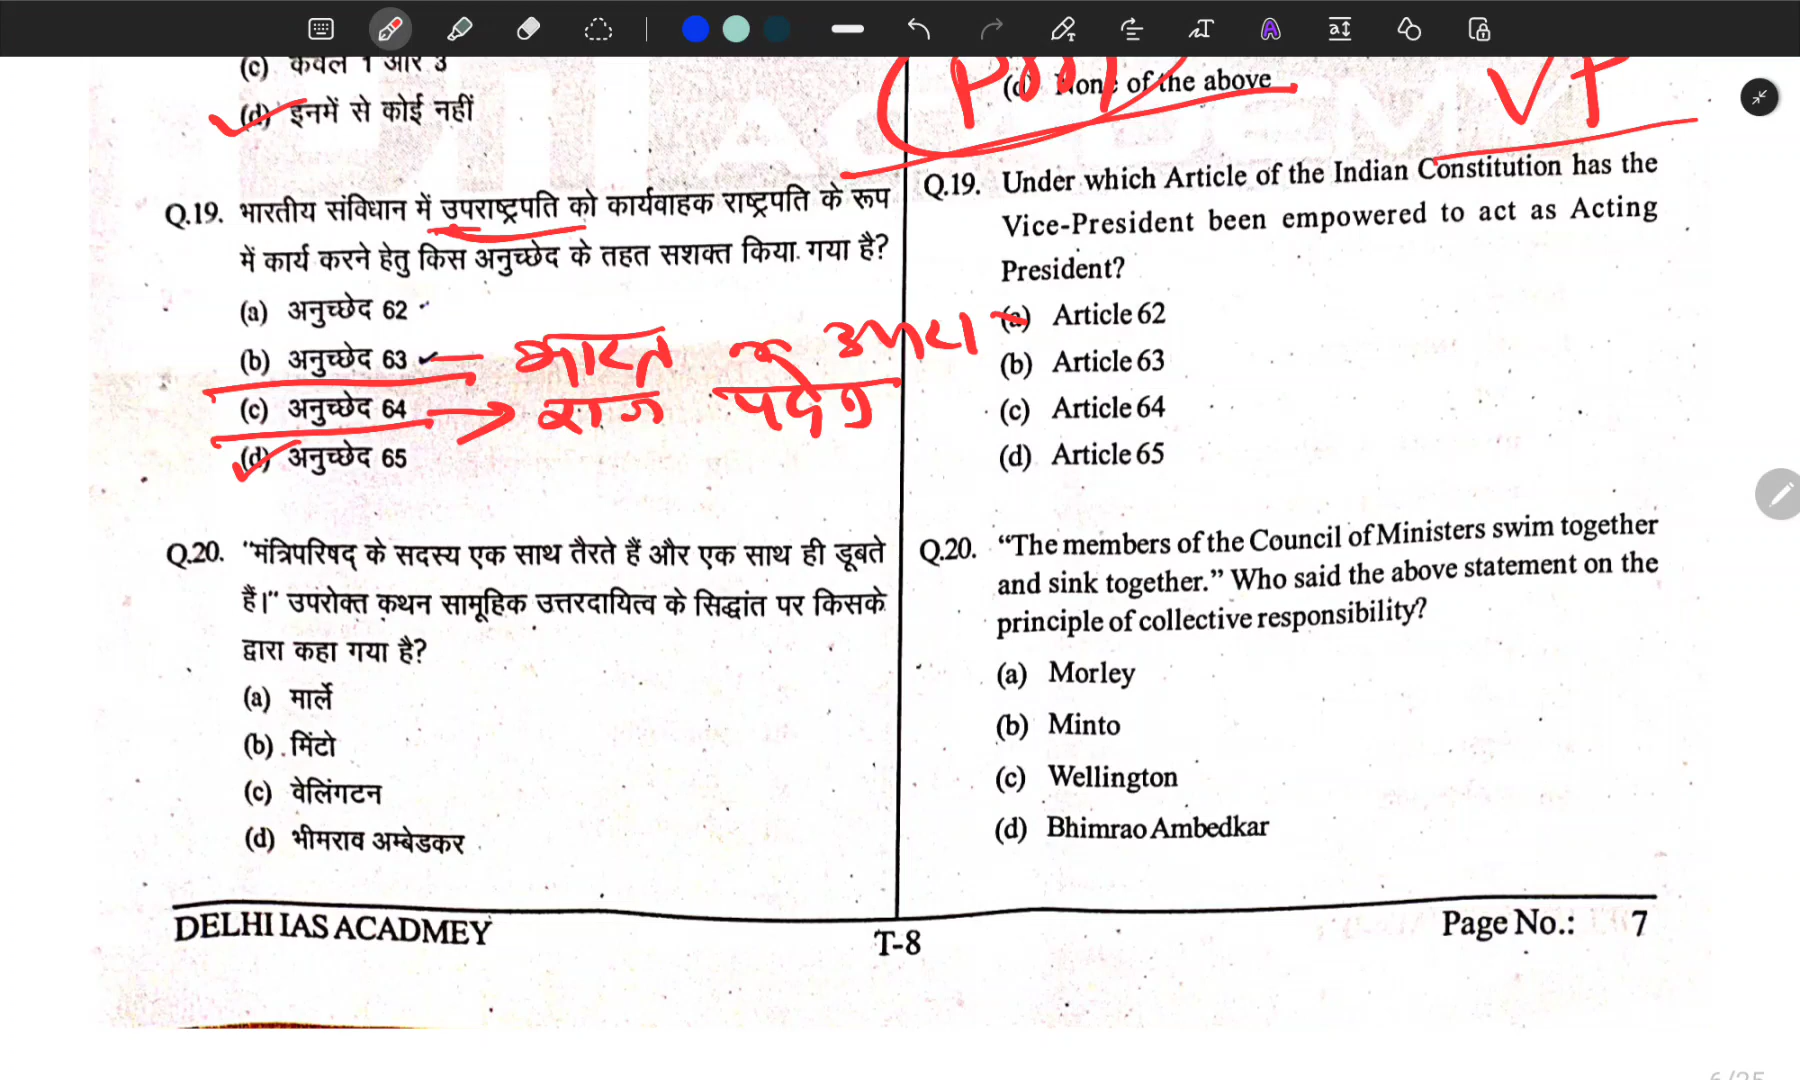 (c) केवल 1 और 3
(d) इनमें से कोई नहीं
Q.19. भारतीय संविधान में उपराष्ट्रपति को कार्यवाहक राष्ट्रपति के रूप
में कार्य करने हेतु किस अनुच्छेद के तहत सशक्त किया गया है?
(a) अनुच्छेद 62
(b) अनुच्छेद 63
(c) अनुच्छेद 64
(d) अनुच्छेद 65
भारत के उपरा
पदेन
Q.20. "मंत्रिपरिषद् के सदस्य एक साथ तैरते हैं और एक साथ ही डूबते
हैं।" उपरोक्त कथन सामूहिक उत्तरदायित्व के सिद्धांत पर किसके
द्वारा कहा गया है?
(a) मार्ले
(b) मिंटो
(c) वेलिंगटन
(d) भीमराव अम्बेडकर
(d) None of the above
VP
Q.19. Under which Article of the Indian Constitution has the
Vice-President been empowered to act as Acting
President?
(a) Article 62
(b) Article 63
(c) Article 64
(d) Article 65
Q.20. “The members of the Council of Ministers swim together
and sink together.” Who said the above statement on the
principle of collective responsibility?
(a) Morley
(b) Minto
(c) Wellington
(d) Bhimrao Ambedkar
DELHI IAS ACADMEY
T-8
Page No.: 7